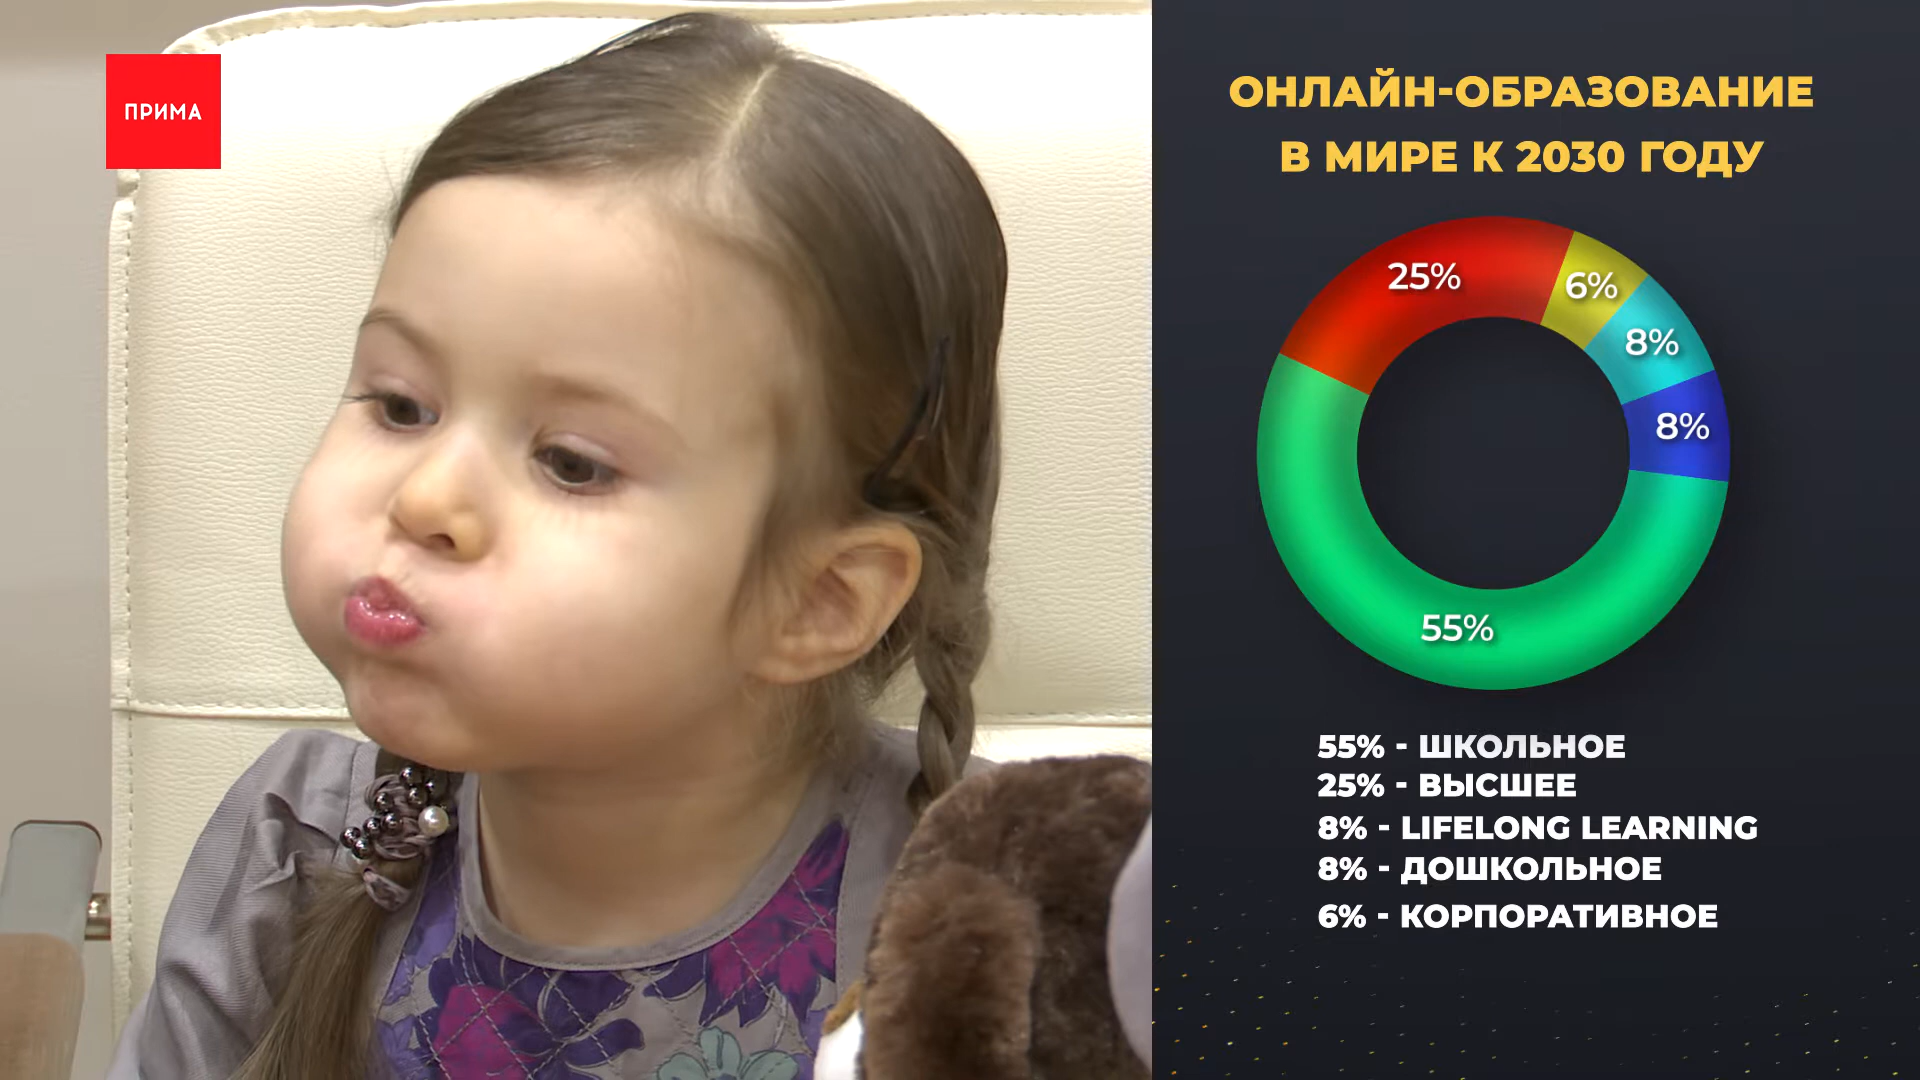 ПРИМА
ОНЛАЙН-ОБРАЗОВАНИЕ
В МИРЕ К 2030 ГОДУ
25%
6%
8%
8%
55%
55% - ШКОЛЬНОЕ
25% - ВЫСШЕЕ
8% - LIFELONG LEARNING
8% - ДОШКОЛЬНОЕ
6% - КОРПОРАТИВНОЕ